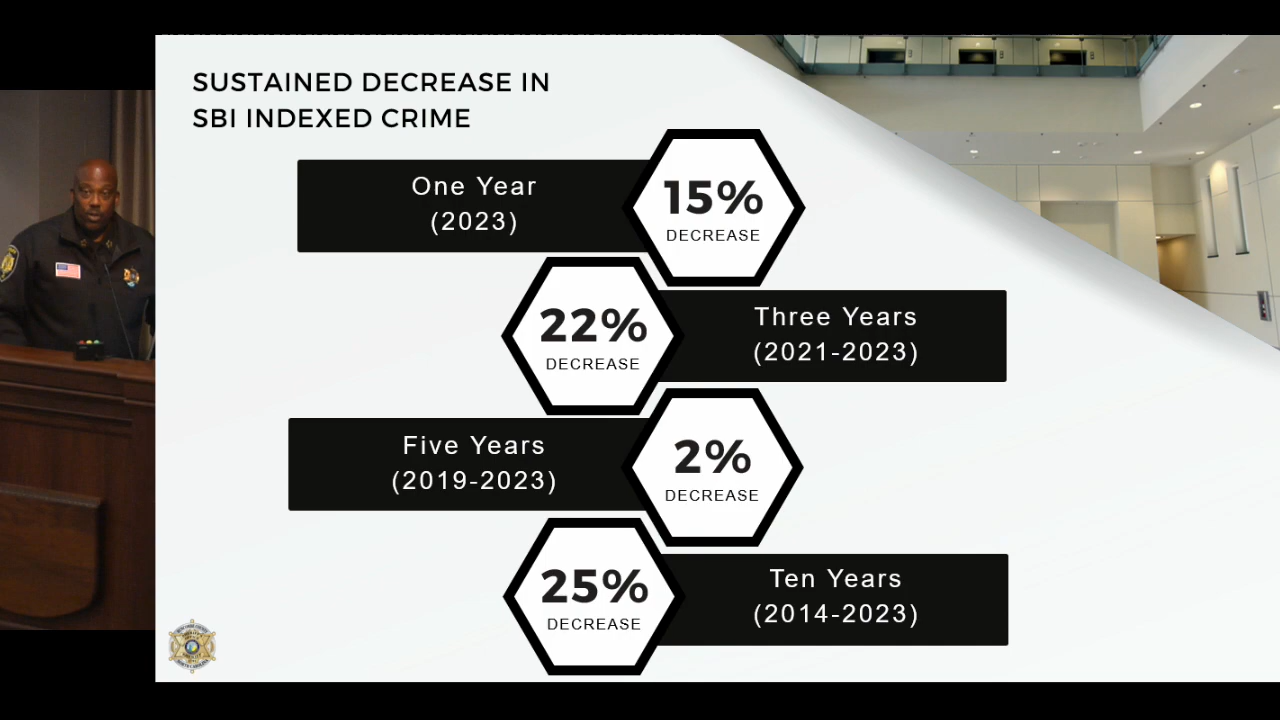 SUSTAINED DECREASE IN
SBI INDEXED CRIME
One Year
(2023)
15%
DECREASE
22%
DECREASE
Three Years
(2021-2023)
Five Years
(2019-2023)
2%
DECREASE
25%
DECREASE
Ten Years
(2014-2023)